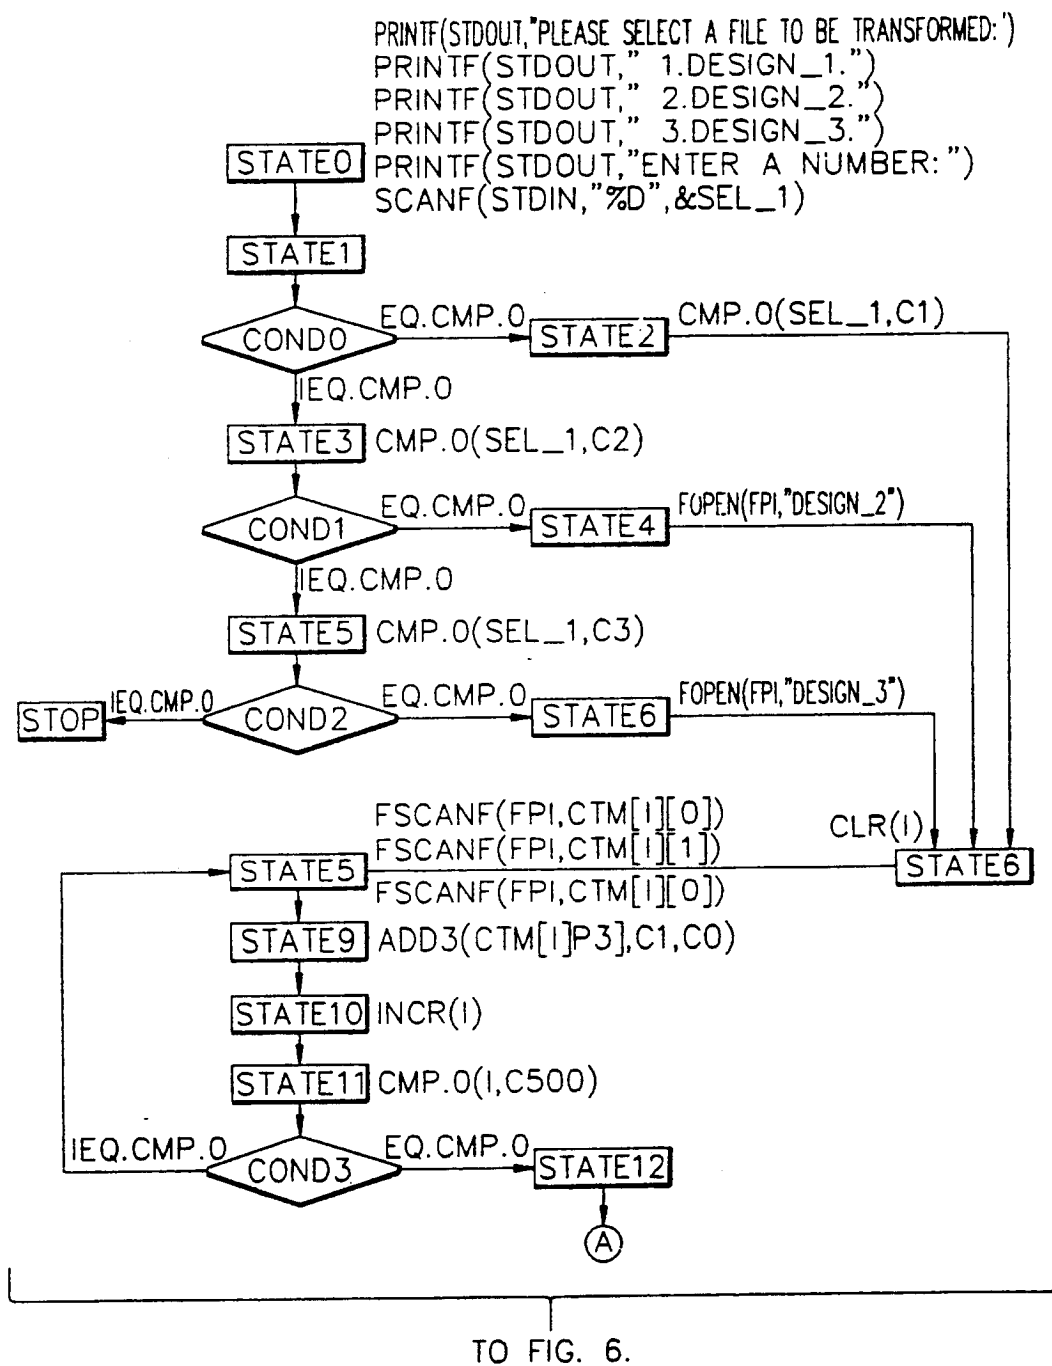 PRINTF(STDOUT,"PLEASE SELECT A FILE TO BE TRANSFORMED:')
PRINTF(STDOUT," 1.DESIGN_1.")
PRINTF(STDOUT," 2.DESIGN_2.")
PRINTF(STDOUT," 3.DESIGN_3.")
STATE0 PRINTF(STDOUT,"ENTER A NUMBER:")
SCANF(STDIN,"%D",&SEL_1)
STATE1
COND0 EQ.CMP.0 STATE2 CMP.0(SEL_1,C1)
IEQ.CMP.0
STATE3 CMP.0(SEL_1,C2)
COND1 EQ.CMP.0 STATE4 FOPEN(FPI,"DESIGN_2")
IEQ.CMP.0
STATE5 CMP.0(SEL_1,C3)
STOP IEQ.CMP.0 COND2 EQ.CMP.0 STATE6 FOPEN(FPI,"DESIGN_3")
FSCANF(FPI,CTM[I][0])
CLR(I)
FSCANF(FPI,CTM[I][1])
STATE5 STATE6
FSCANF(FPI,CTM[I][0])
STATE9 ADD3(CTM[I]P3],C1,C0)
STATE10 INCR(I)
STATE11 CMP.0(I,C500)
IEQ.CMP.0 COND3 EQ.CMP.0 STATE12
A
TO FIG. 6.